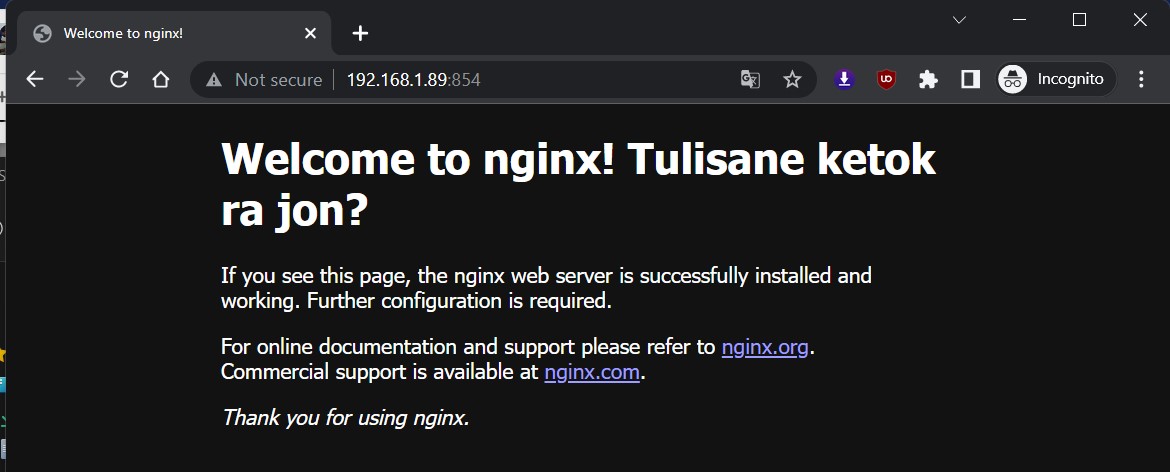 Welcome to nginx!
Not secure
192.168.1.89:854
Incognito
Welcome to nginx! Tulisane ketok
ra jon?
If you see this page, the nginx web server is successfully installed and
working. Further configuration is required.
For online documentation and support please refer to nginx.org.
Commercial support is available at nginx.com.
Thank you for using nginx.